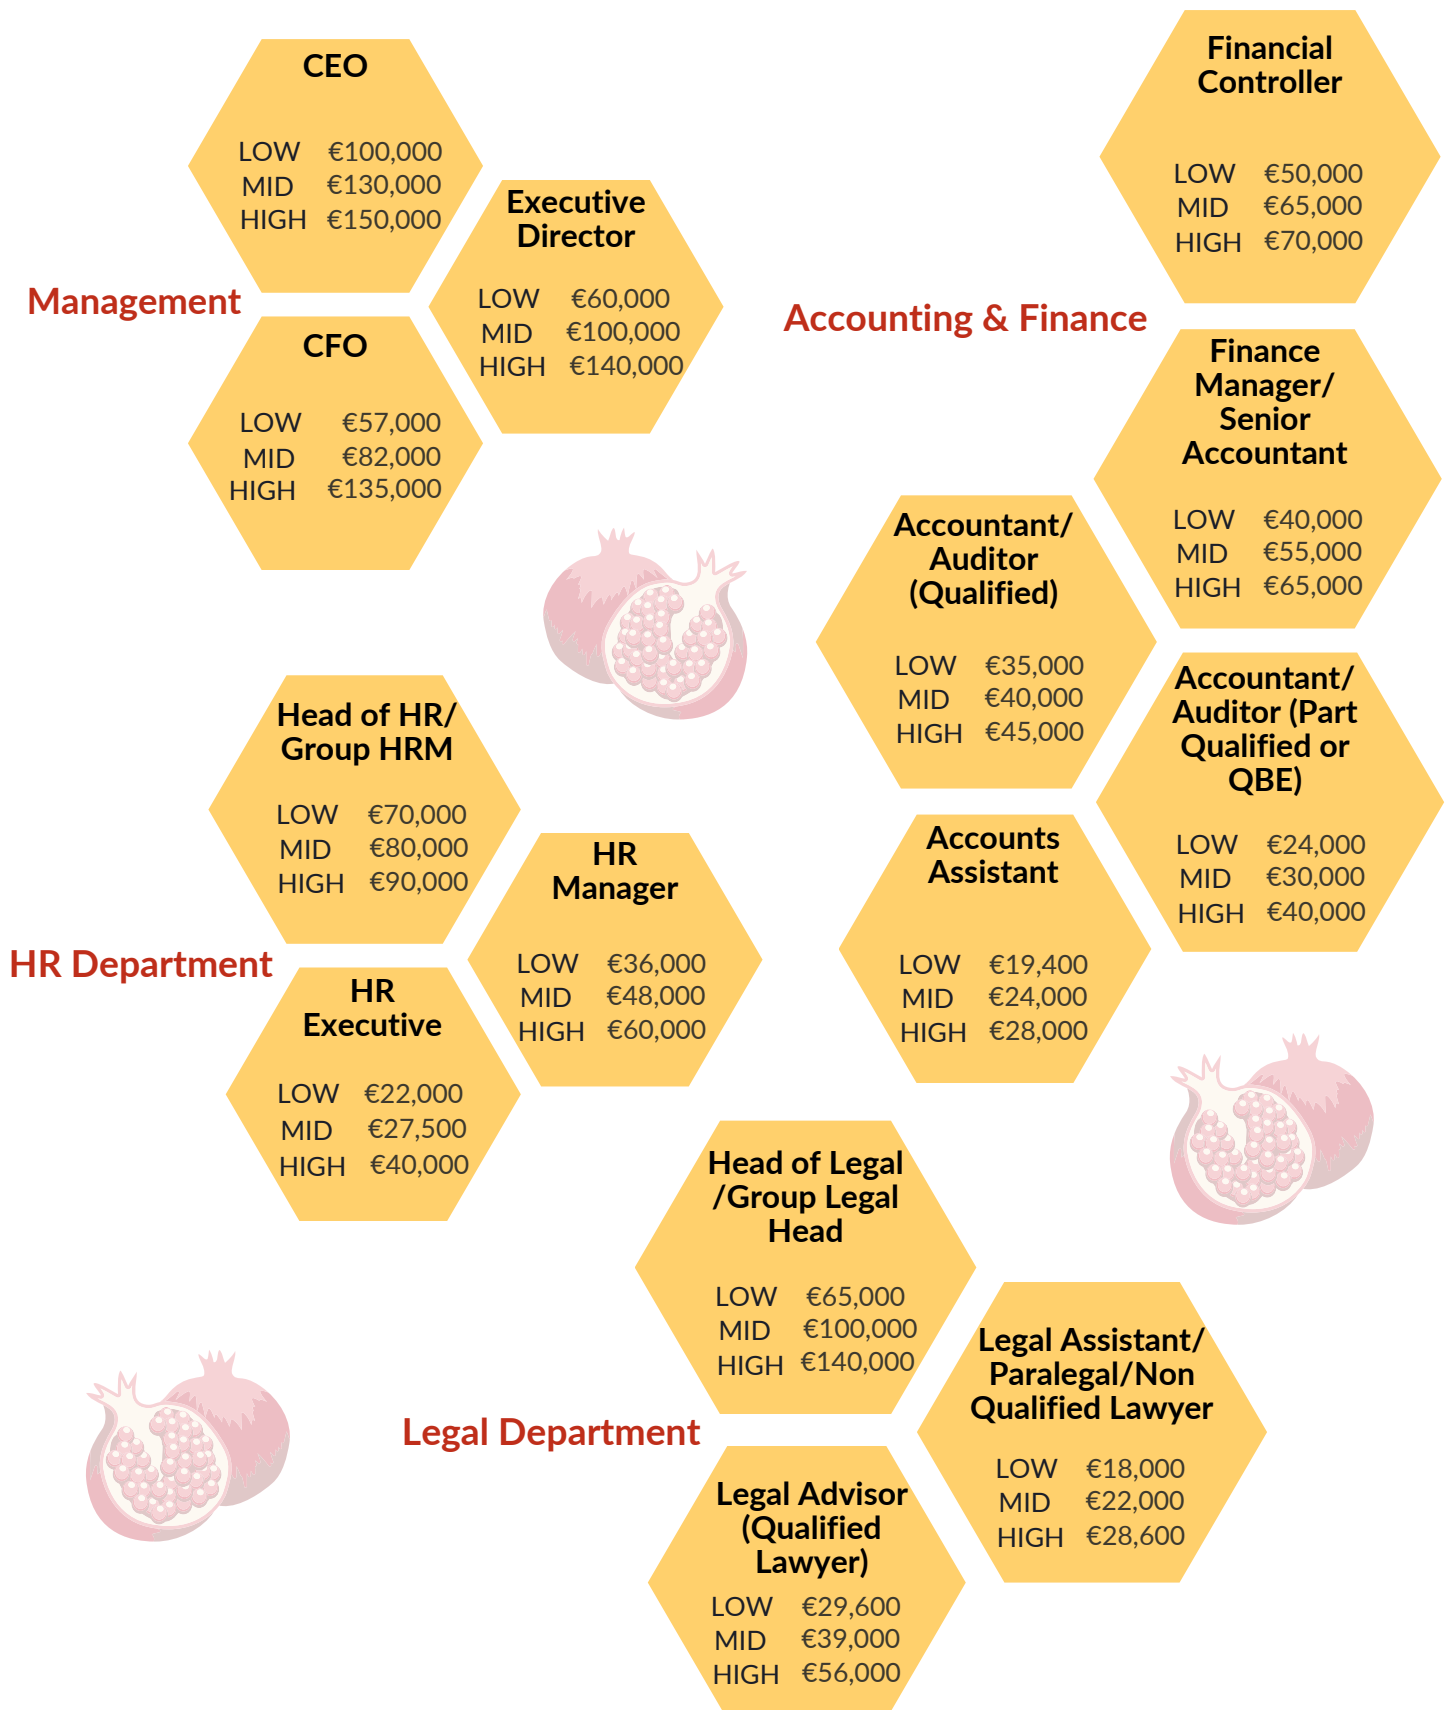 Management
CEO
LOW €100,000
MID €130,000
HIGH €150,000
Executive
Director
LOW €60,000
MID €100,000
HIGH €140,000
CFO
LOW €57,000
MID €82,000
HIGH €135,000
Accounting & Finance
Financial
Controller
LOW €50,000
MID €65,000
HIGH €70,000
Finance
Manager/
Senior
Accountant
LOW €40,000
MID €55,000
HIGH €65,000
Accountant/
Auditor
(Qualified)
LOW €35,000
MID €40,000
HIGH €45,000
Accountant/
Auditor (Part
Qualified or
QBE)
LOW €24,000
MID €30,000
HIGH €40,000
Accounts
Assistant
LOW €19,400
MID €24,000
HIGH €28,000
HR Department
Head of HR/
Group HRM
LOW €70,000
MID €80,000
HIGH €90,000
HR
Manager
LOW €36,000
MID €48,000
HIGH €60,000
HR
Executive
LOW €22,000
MID €27,500
HIGH €40,000
Legal Department
Head of Legal
/Group Legal
Head
LOW €65,000
MID €100,000
HIGH €140,000
Legal Assistant/
Paralegal/Non
Qualified Lawyer
LOW €18,000
MID €22,000
HIGH €28,600
Legal Advisor
(Qualified
Lawyer)
LOW €29,600
MID €39,000
HIGH €56,000